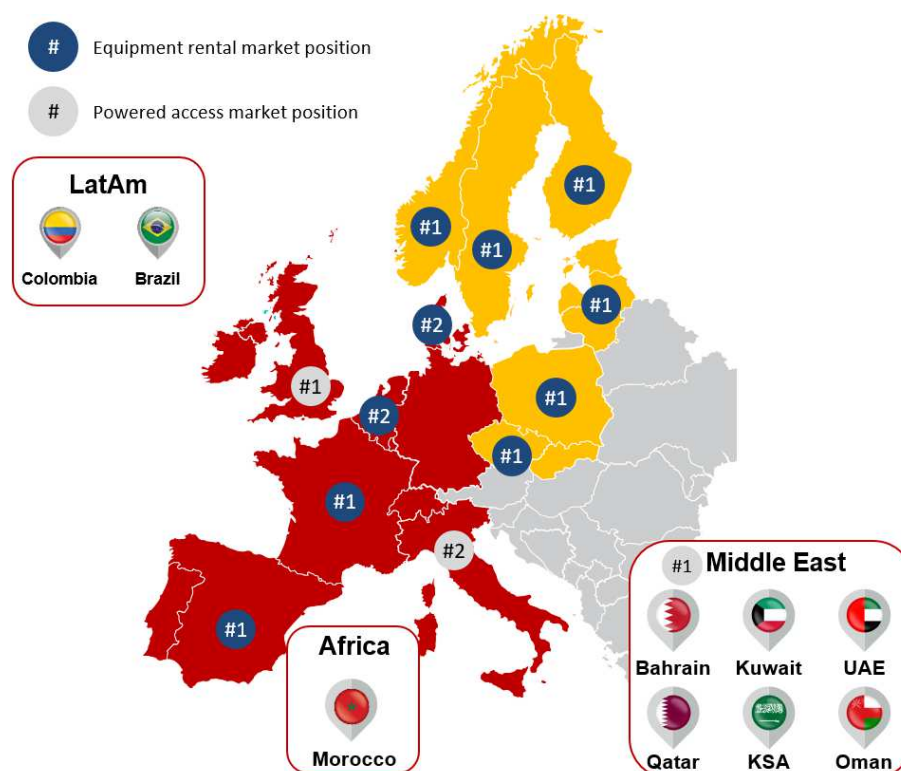 # Equipment rental market position
# Powered access market position
LatAm
Colombia Brazil
#1
#1
#1
#1
#2
#1
#2
#1
#1
#1
#2
#1
#1
Africa
Morocco
#1 Middle East
Bahrain Kuwait UAE
Qatar KSA Oman